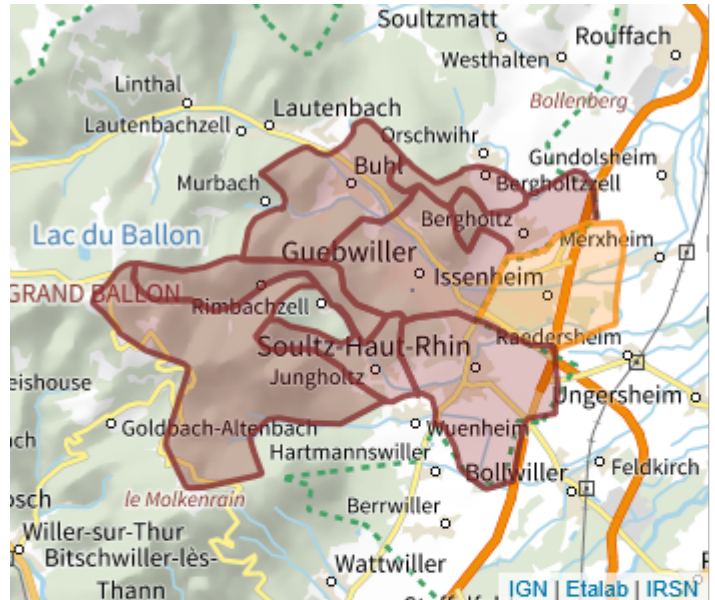 Soultzmatt
Rouffach
Westhalten
Linthal
Bollenberg
Lautenbach
Lautenbachzell
Orschwihr
Gundolsheim
Buhl
Murbach
Bergholtzzell
Bergholtz
Lac du Ballon
Merxheim
Guebwiller
Issenheim
GRAND BALLON
Rimbachzell
Raedersheim
Soultz-Haut-Rhin
Jungholtz
eishouse
Ungersheim
Goldbach-Altenbach
Wuenheim
ch
Hartmannswiller
Bollwiller
Feldkirch
osch
le Molkenrain
Berrwiller
Willer-sur-Thur
Bitschwiller-lès-
Thann
Wattwiller
IGN | Etalab | IRSN